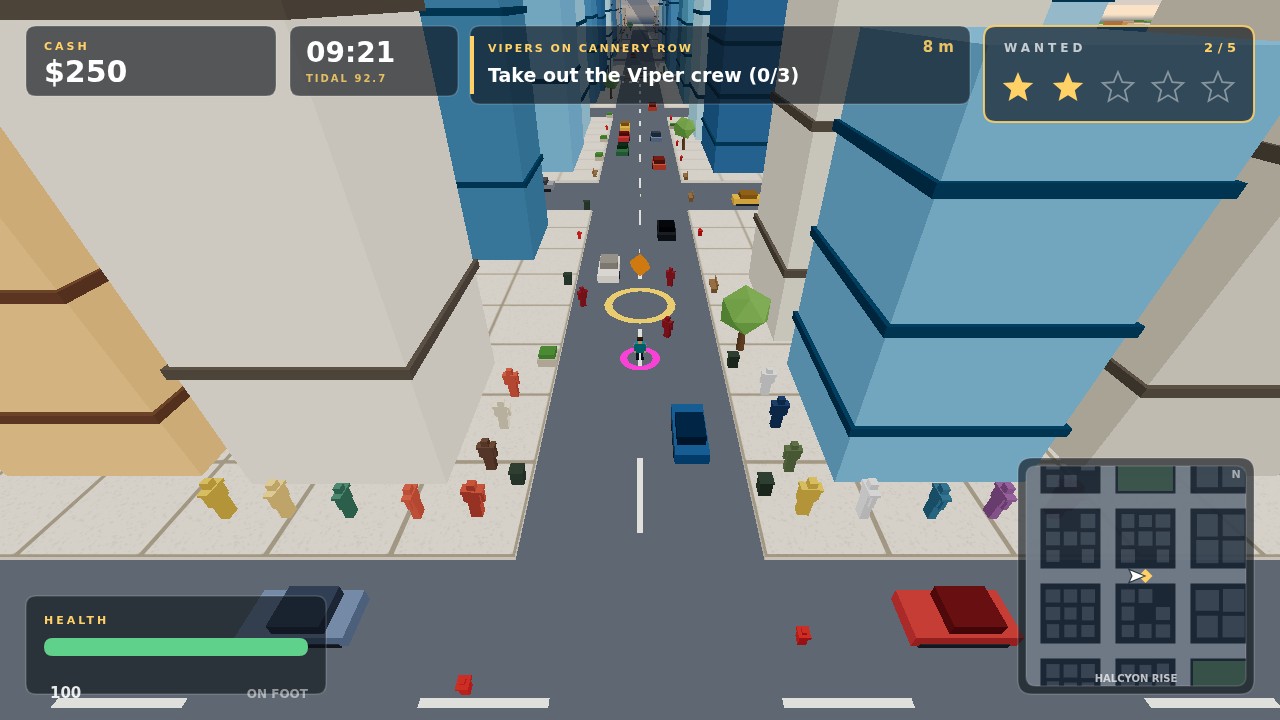 CASH
$250
09:21
TIDAL 92.7
VIPERS ON CANNERY ROW
8 m
Take out the Viper crew (0/3)
WANTED
2 / 5
N
HALCYON RISE
HEALTH
100
ON FOOT